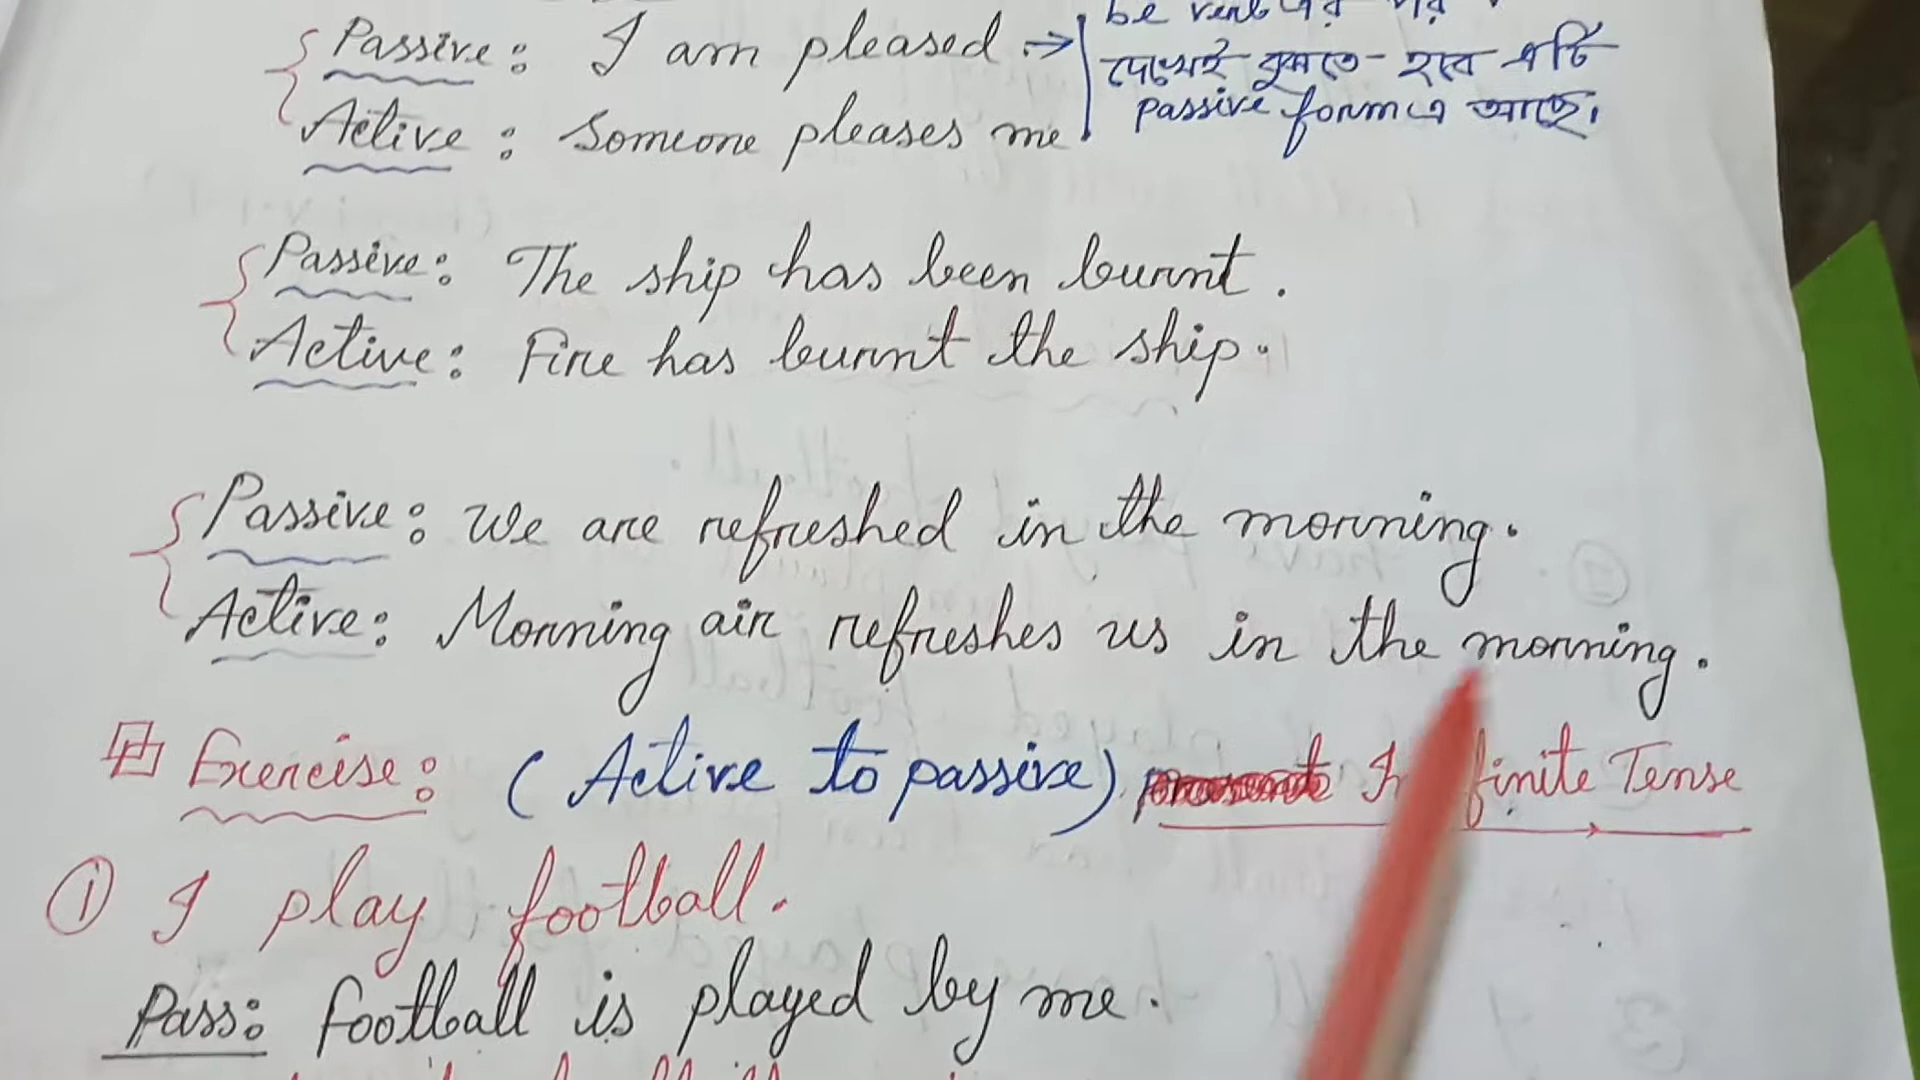 be verb এর পর
Passive: I am pleased →
দেখেই বুঝতে হবে এটি
Active: Someone pleases me
passive form এ আছে।
Passive: The ship has been burnt.
Active: Fire has burnt the ship.
Passive: We are refreshed in the morning.
Active: Morning air refreshes us in the morning.
Exercise: (Active to passive) Tense
① I play football.
Pass: football is played by me.